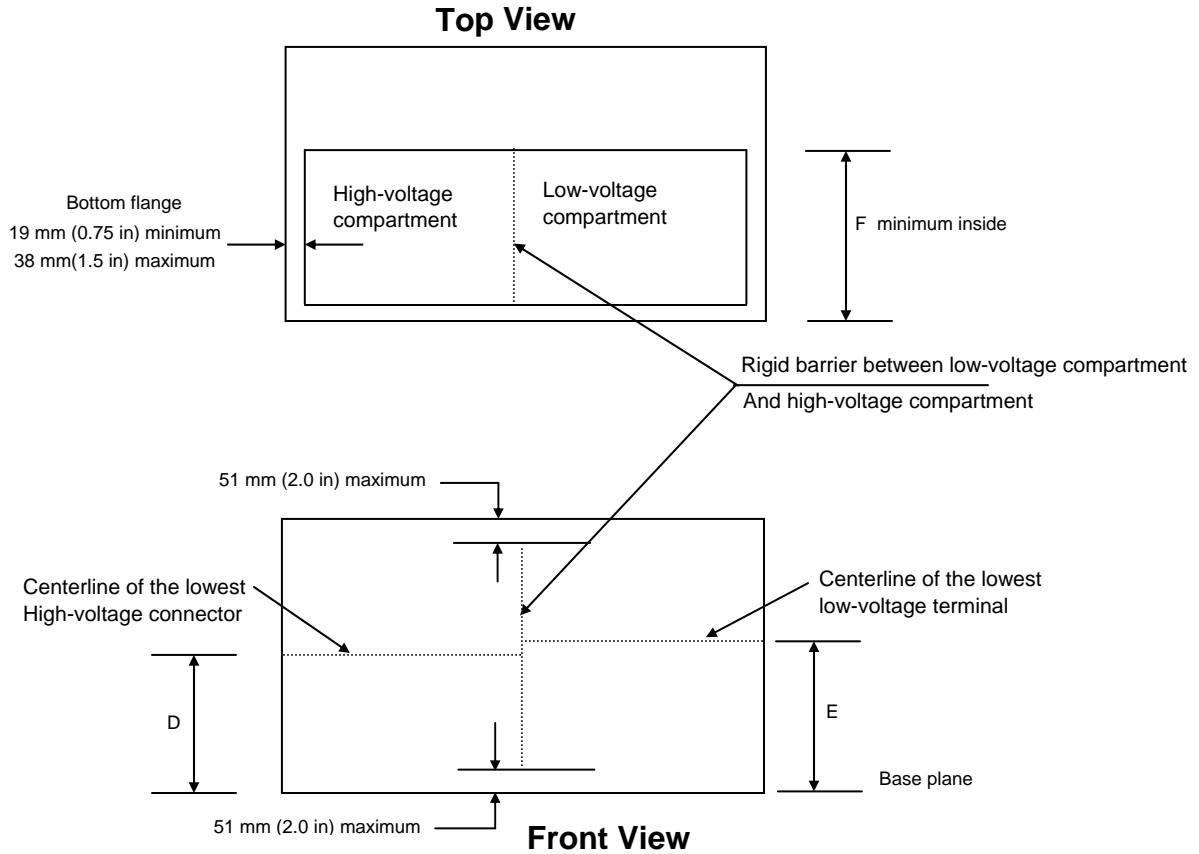 Top View
High-voltage
compartment
Low-voltage
compartment
Bottom flange
19 mm (0.75 in) minimum
38 mm(1.5 in) maximum
F minimum inside
Rigid barrier between low-voltage compartment
And high-voltage compartment
51 mm (2.0 in) maximum
Centerline of the lowest
High-voltage connector
Centerline of the lowest
low-voltage terminal
D
E
Base plane
51 mm (2.0 in) maximum
Front View